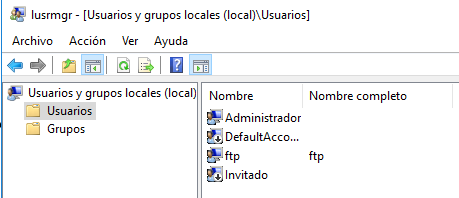 lusrmgr - [Usuarios y grupos locales (local)\Usuarios]
Archivo Acción Ver Ayuda
Usuarios y grupos locales (local)
Usuarios
Grupos
Nombre Nombre completo
Administrador
DefaultAcco...
ftp ftp
Invitado